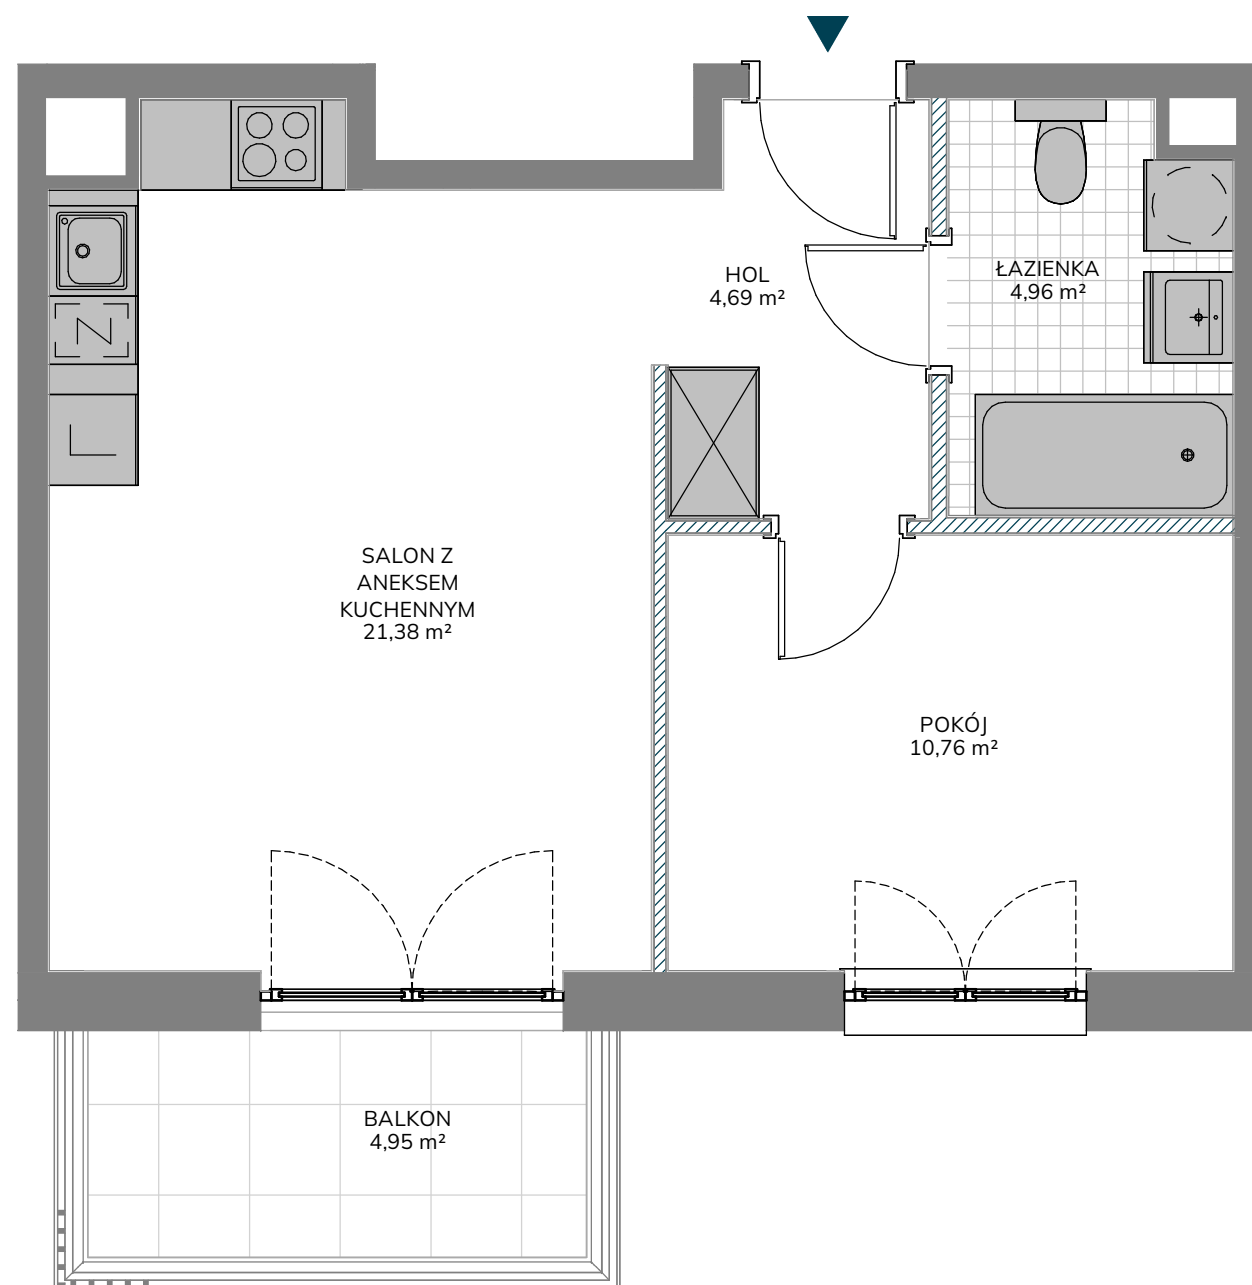 HOL
4,69 m²
ŁAZIENKA
4,96 m²
Z
L
SALON Z
ANEKSEM
KUCHENNYM
21,38 m²
POKÓJ
10,76 m²
BALKON
4,95 m²